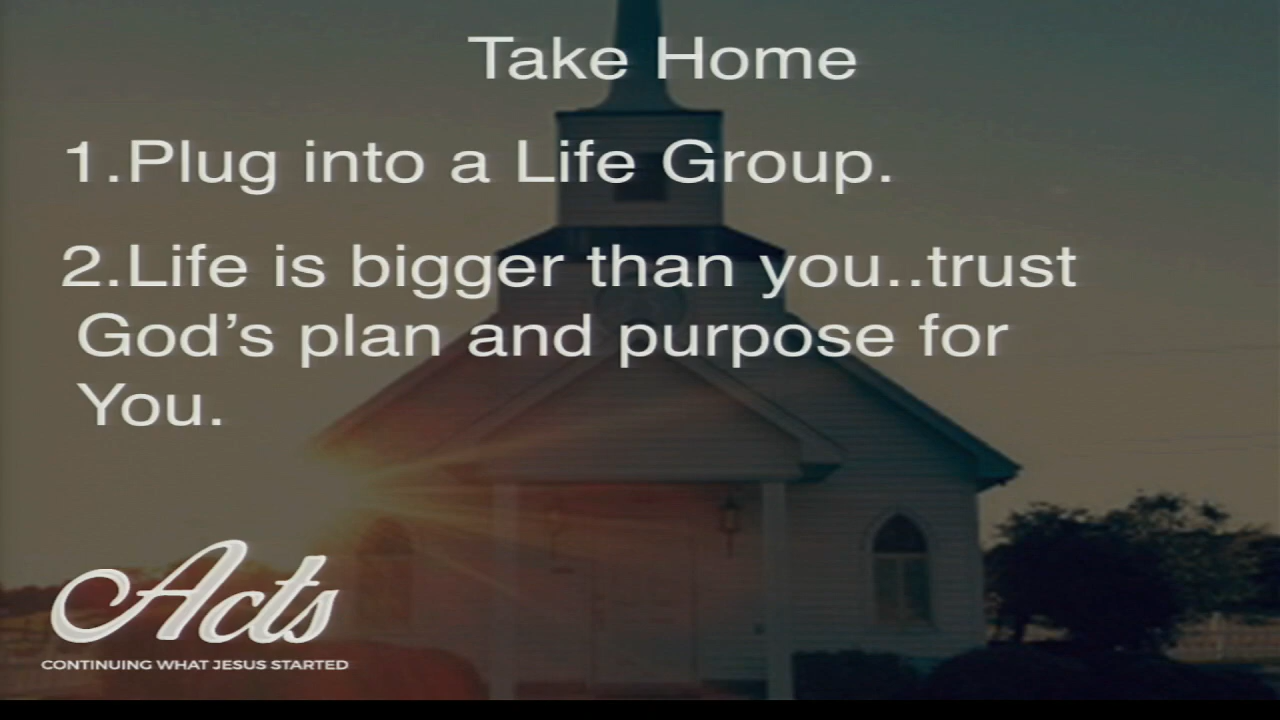 Take Home
1.Plug into a Life Group.
2.Life is bigger than you..trust
God’s plan and purpose for
You.
Acts
CONTINUING WHAT JESUS STARTED